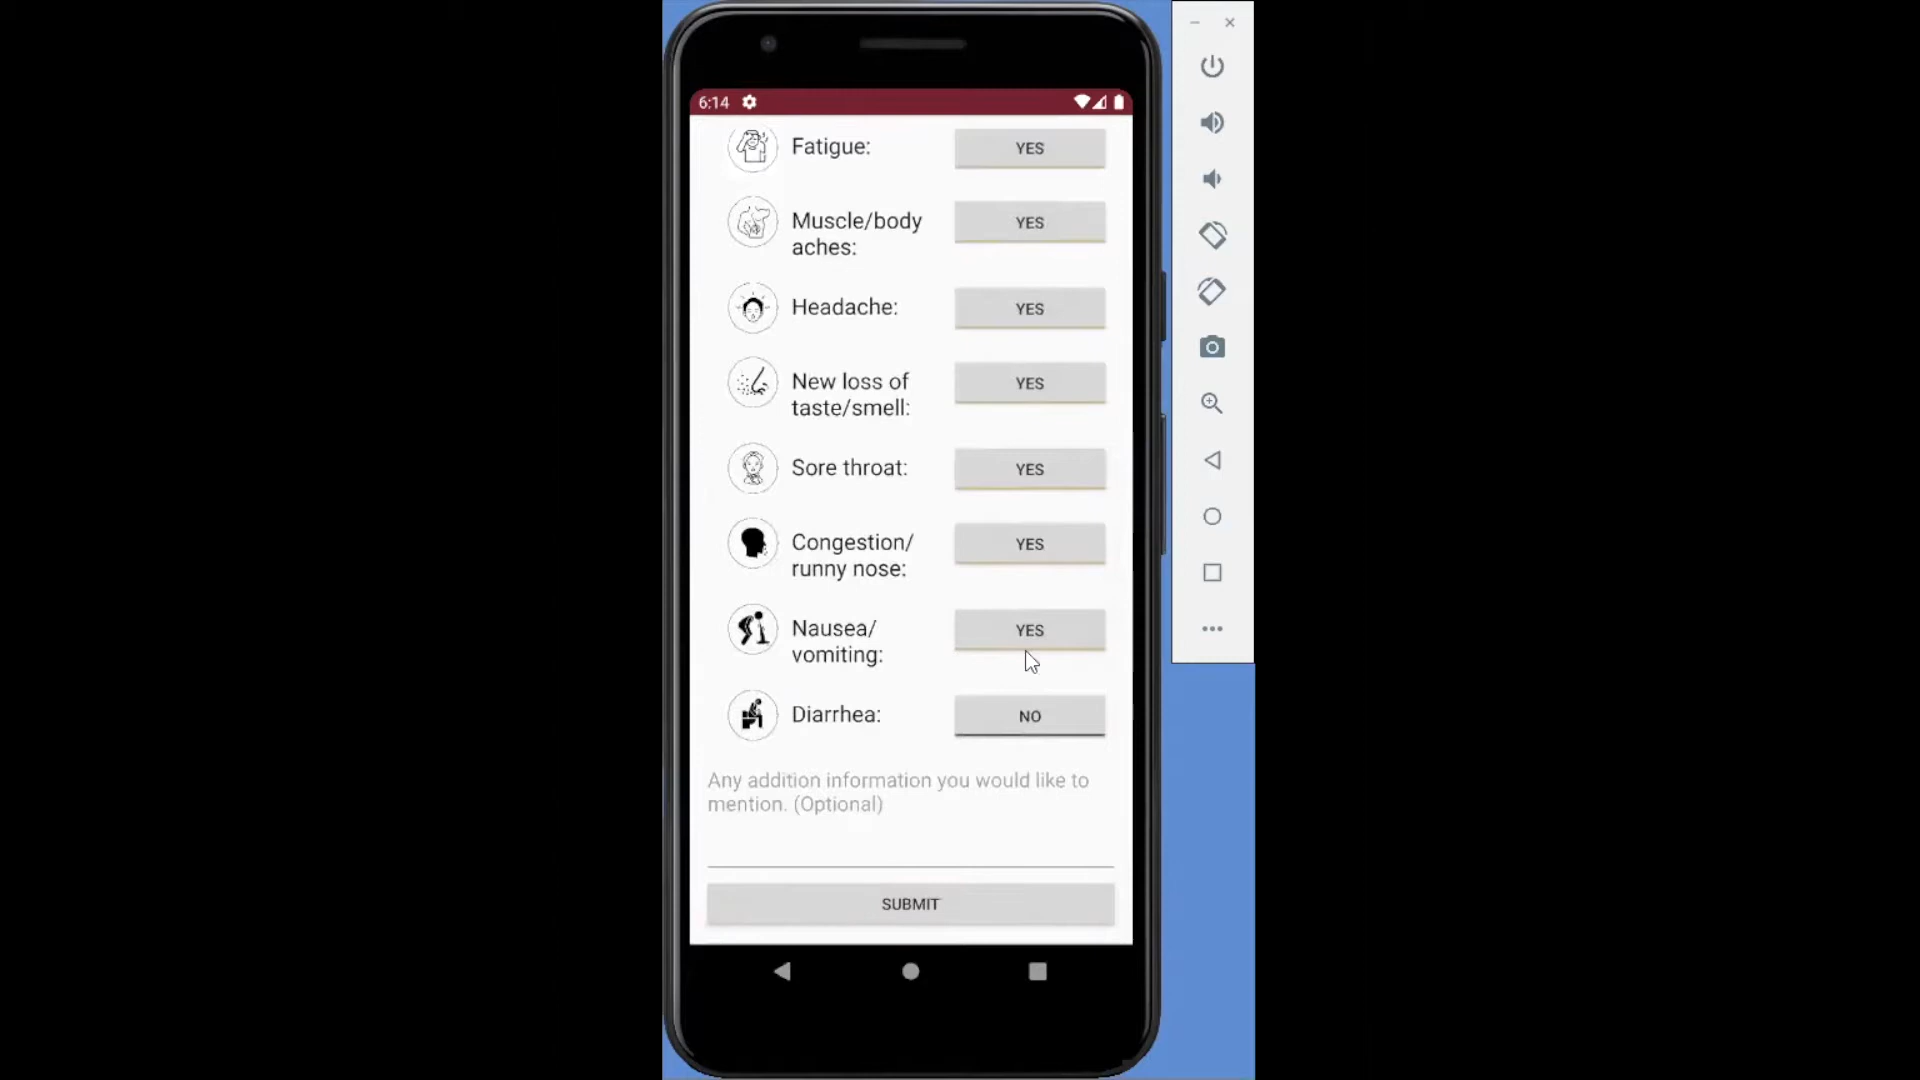 6:14
Fatigue: YES
Muscle/body YES
aches:
Headache: YES
New loss of YES
taste/smell:
Sore throat: YES
Congestion/ YES
runny nose:
Nausea/ YES
vomiting:
Diarrhea: NO
Any addition information you would like to
mention. (Optional)
SUBMIT